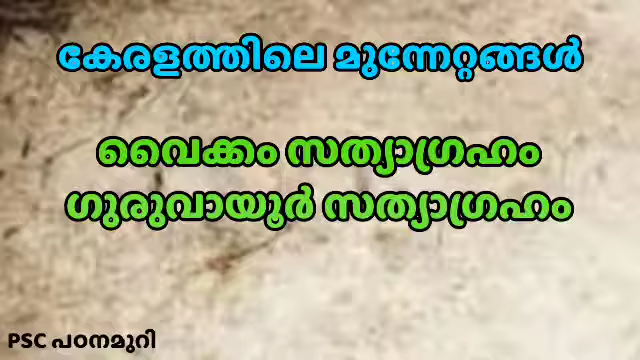 കേരളത്തിലെ മുന്നേറ്റങ്ങൾ
വൈക്കം സത്യാഗ്രഹം
ഗുരുവായൂർ സത്യാഗ്രഹം
PSC പഠനമുറി